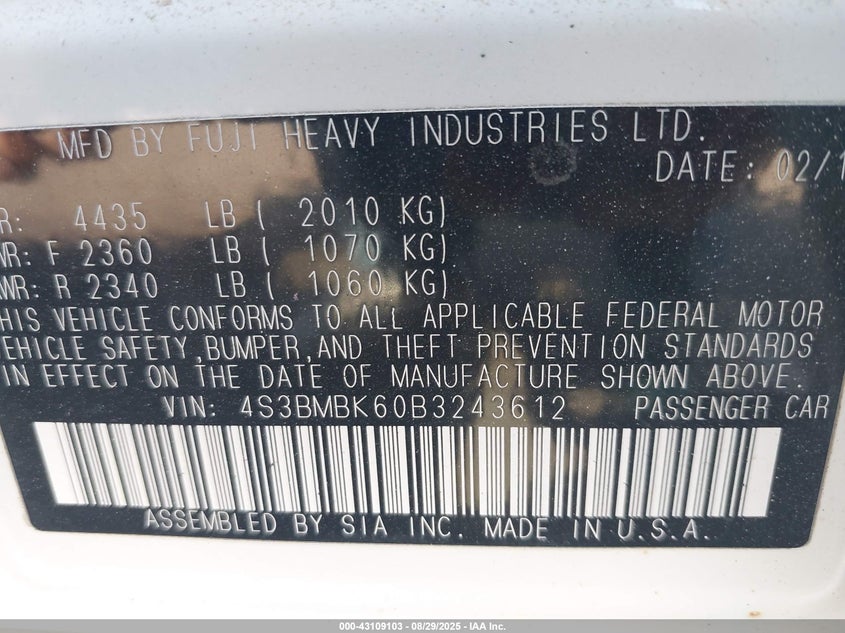 MFD BY FUJI HEAVY INDUSTRIES LTD.
DATE: 02/1
R: 4435 LB ( 2010 KG)
WR: F 2360 LB ( 1070 KG)
WR: R 2340 LB ( 1060 KG)
HIS VEHICLE CONFORMS TO ALL APPLICABLE FEDERAL MOTOR
EHICLE SAFETY,BUMPER,AND THEFT PREVENTION STANDARDS
IN EFFECT ON THE DATE OF MANUFACTURE SHOWN ABOVE.
VIN: 4S3BMBK60B3243612 PASSENGER CAR
ASSEMBLED BY SIA INC. MADE IN U.S.A.
000-43109103 - 08/29/2025 - IAA Inc.